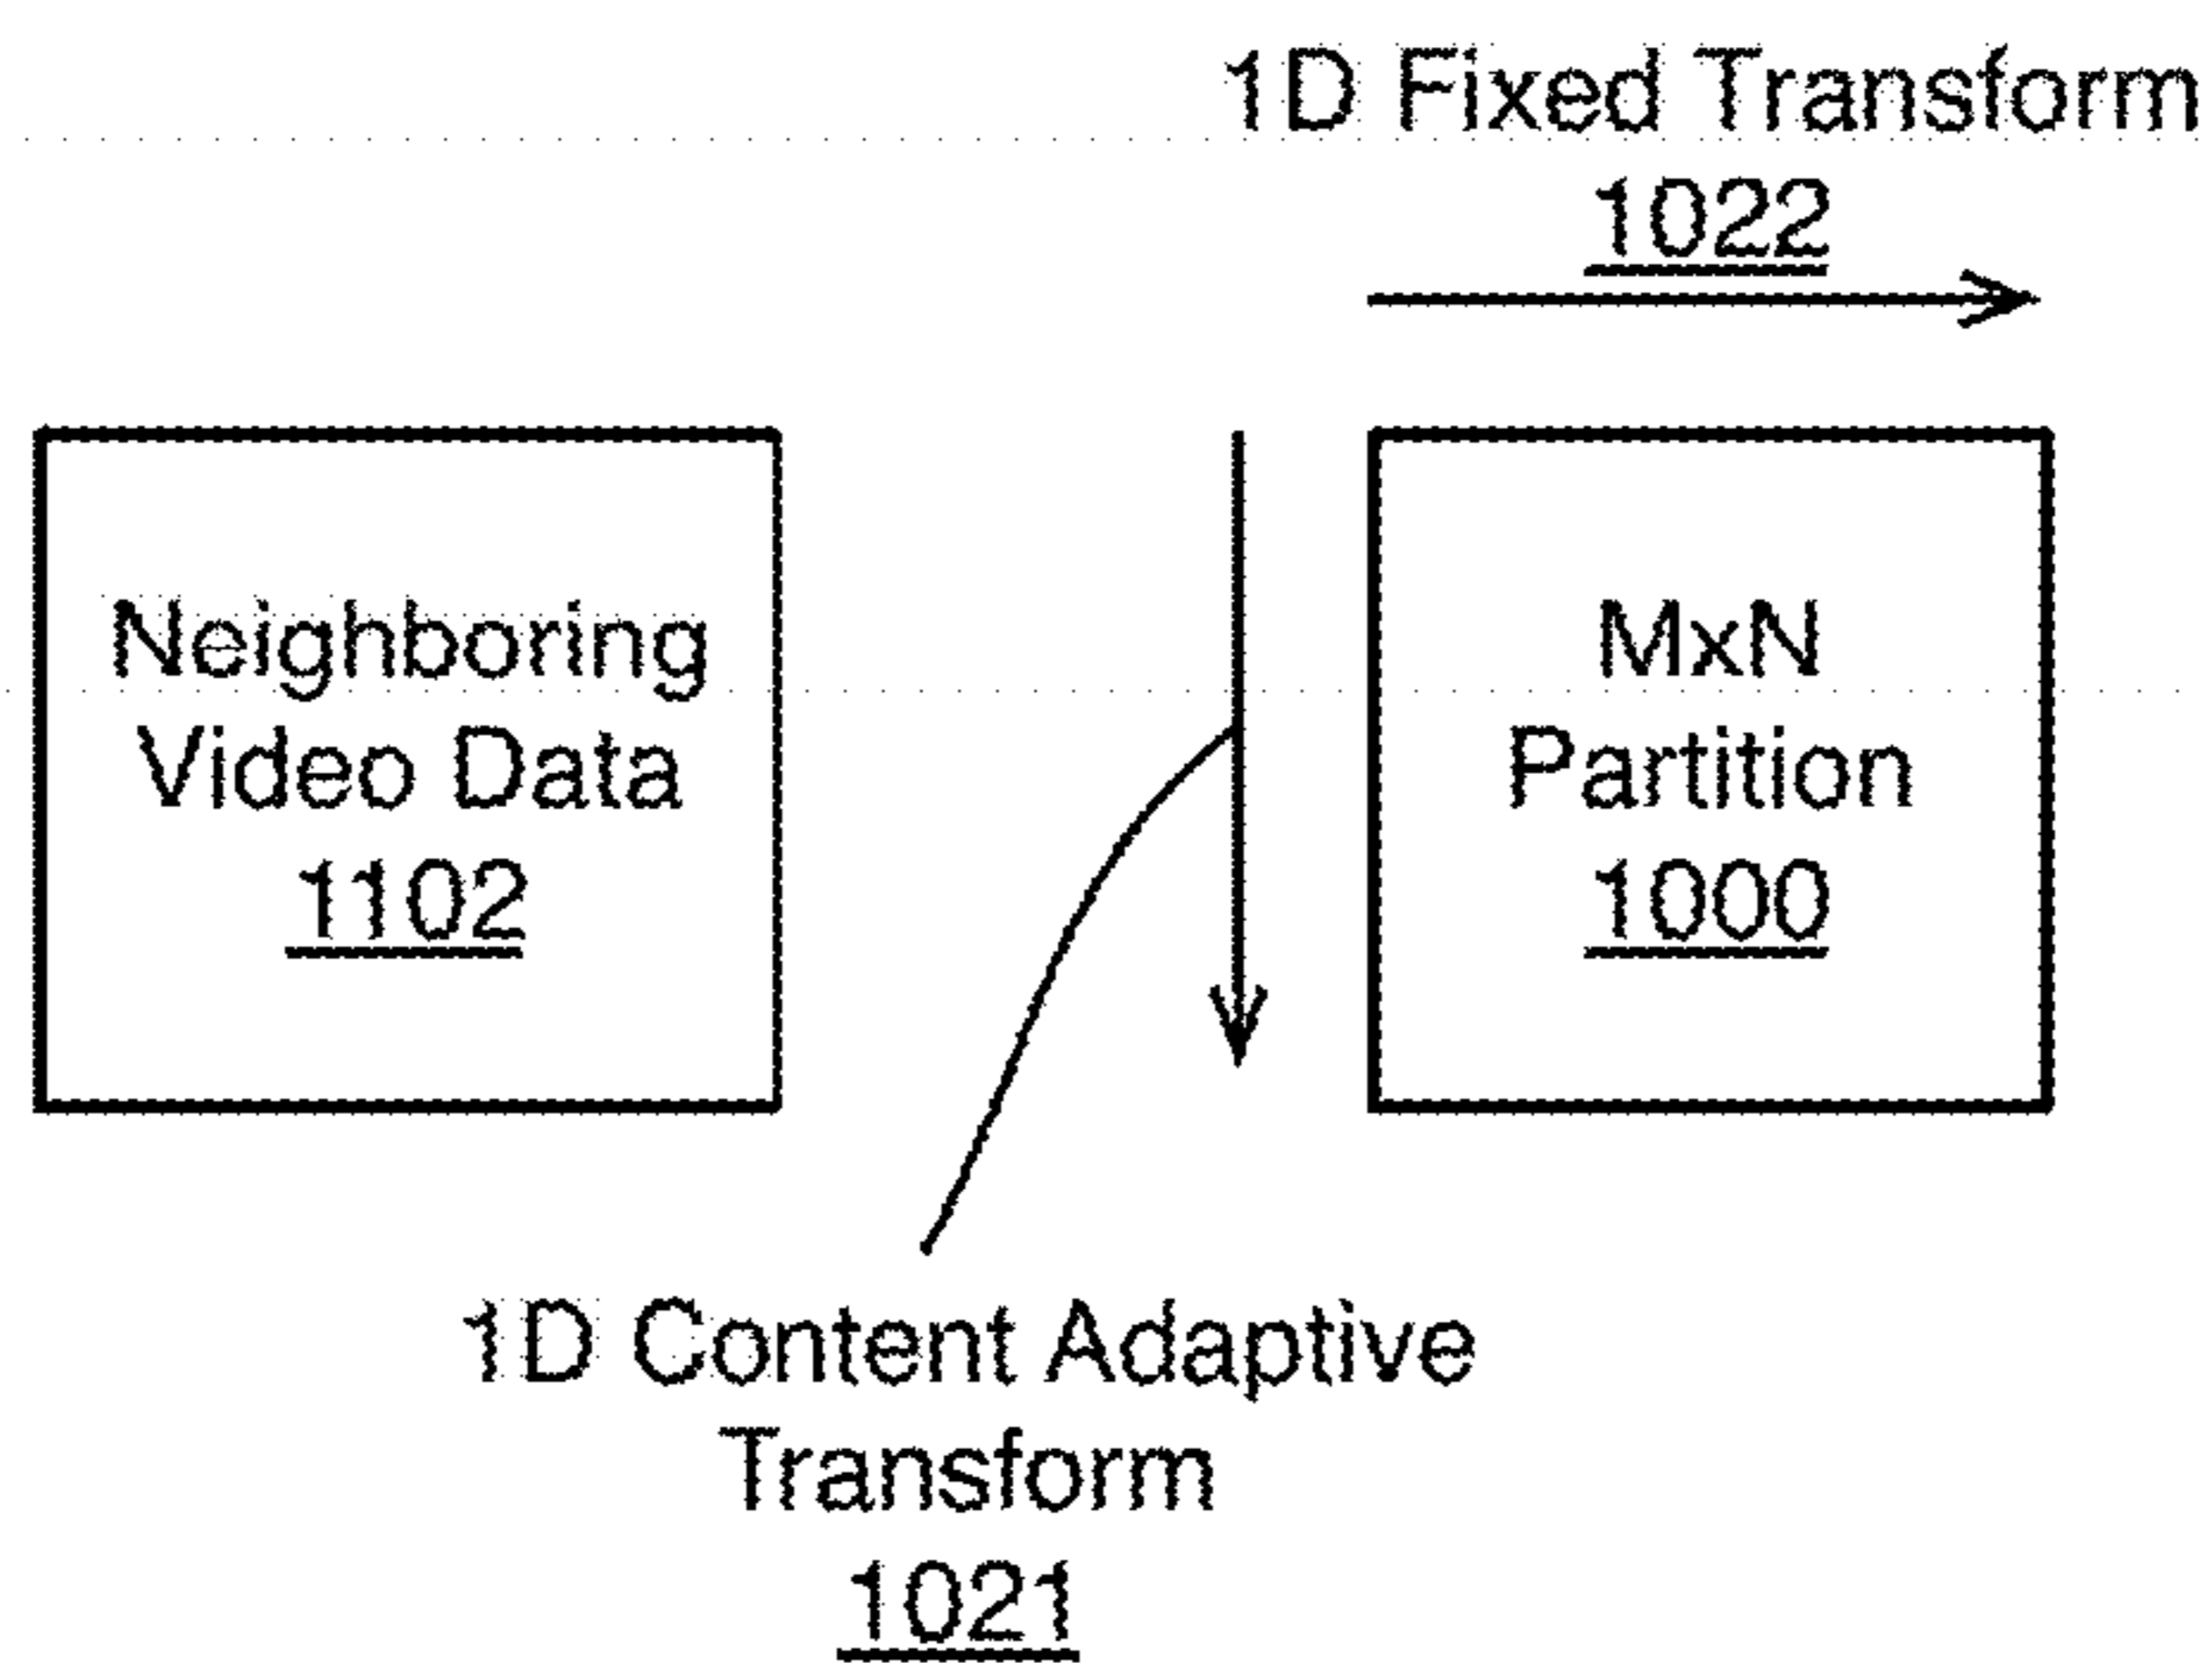 1D Fixed Transform
1022
Neighboring
Video Data
1102
MxN
Partition
1000
1D Content Adaptive
Transform
1021